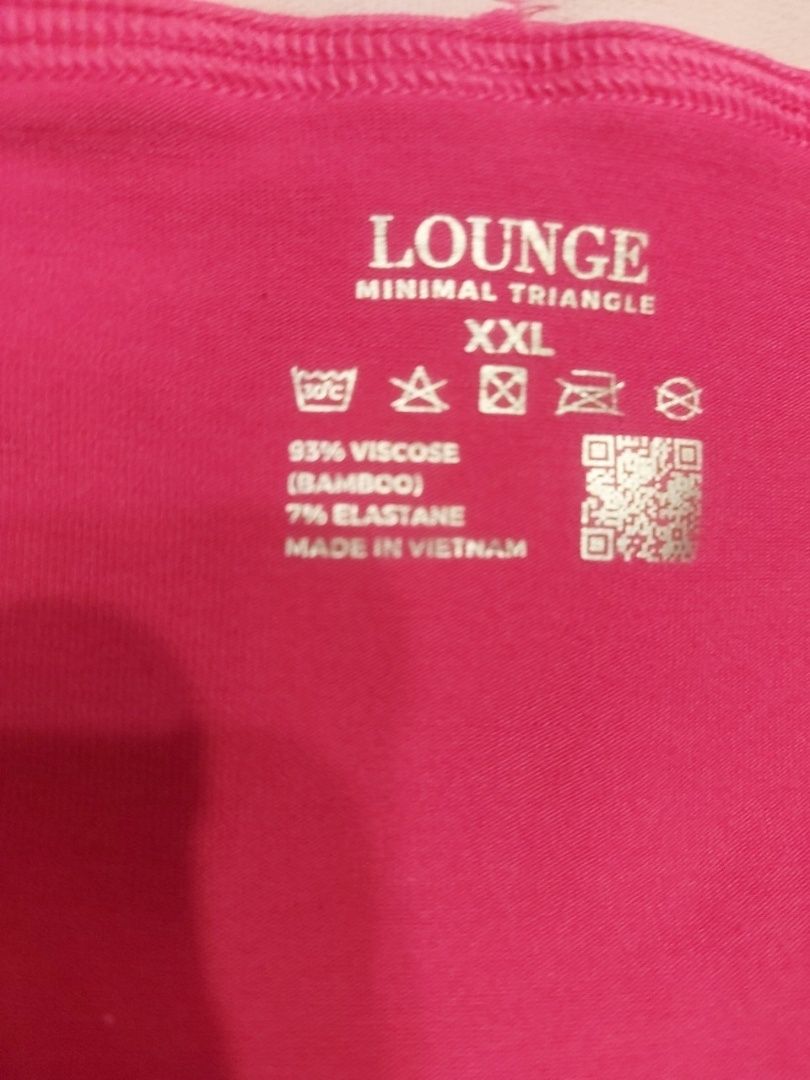 LOUNGE
MINIMAL TRIANGLE
XXL
30°C
93% VISCOSE
(BAMBOO)
7% ELASTANE
MADE IN VIETNAM